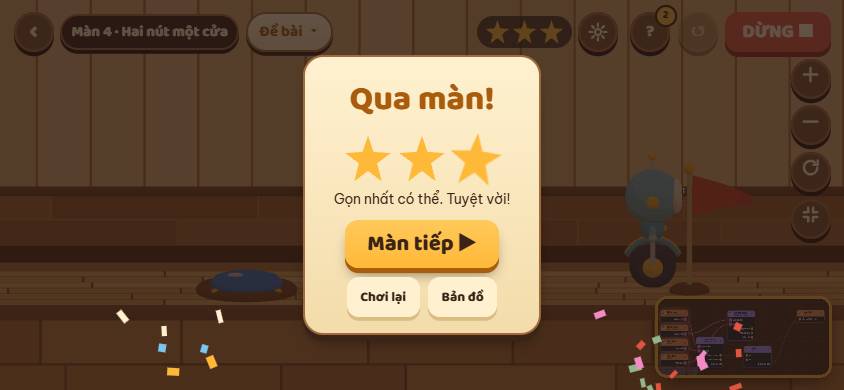 Màn 4 · Hai nút một cửa
Đề bài
2
?
DỪNG
Qua màn!
Gọn nhất có thể. Tuyệt vời!
Màn tiếp ▶
Chơi lại
Bản đồ